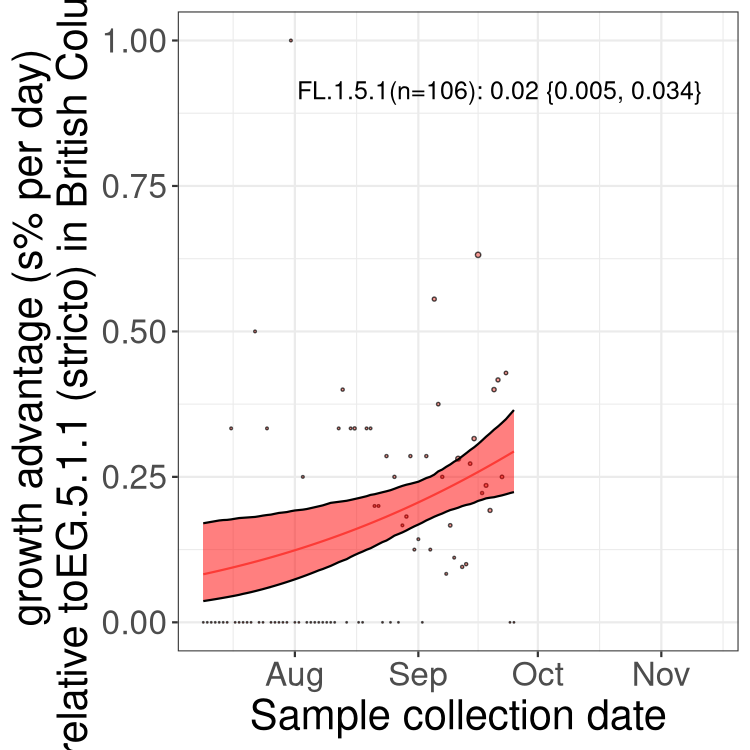 growth advantage (s% per day)
relative toEG.5.1.1 (stricto) in British Colu
1.00
0.75
0.50
0.25
0.00
FL.1.5.1(n=106): 0.02 {0.005, 0.034}
Aug Sep Oct Nov
Sample collection date